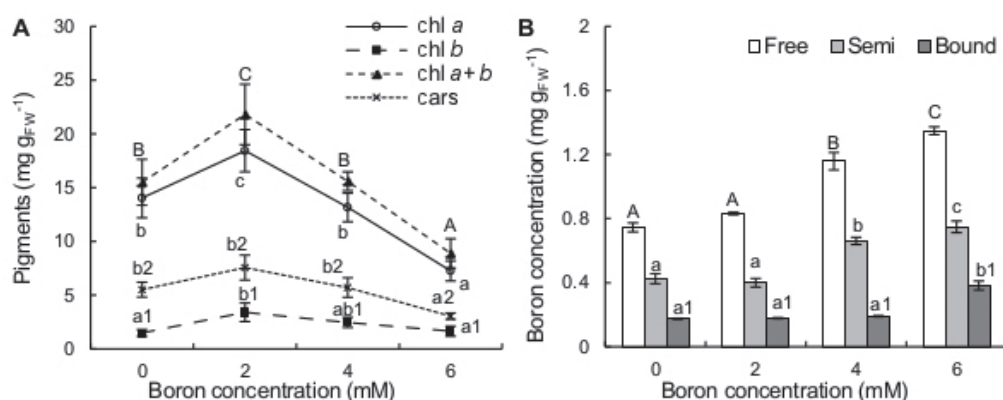 A
Pigments (mg gFW⁻¹)
30
25
20
15
10
5
0
chl a
chl b
chl a+b
cars
B
C
B
A
b
c
b
a
b2
b2
b2
a2
a1
b1
ab1
a1
0
2
4
6
Boron concentration (mM)
B
Boron concentration (mg gFW⁻¹)
2
1.6
1.2
0.8
0.4
0
Free Semi Bound
A
a
a1
A
a
a1
B
b
a1
C
c
b1
0
2
4
6
Boron concentration (mM)